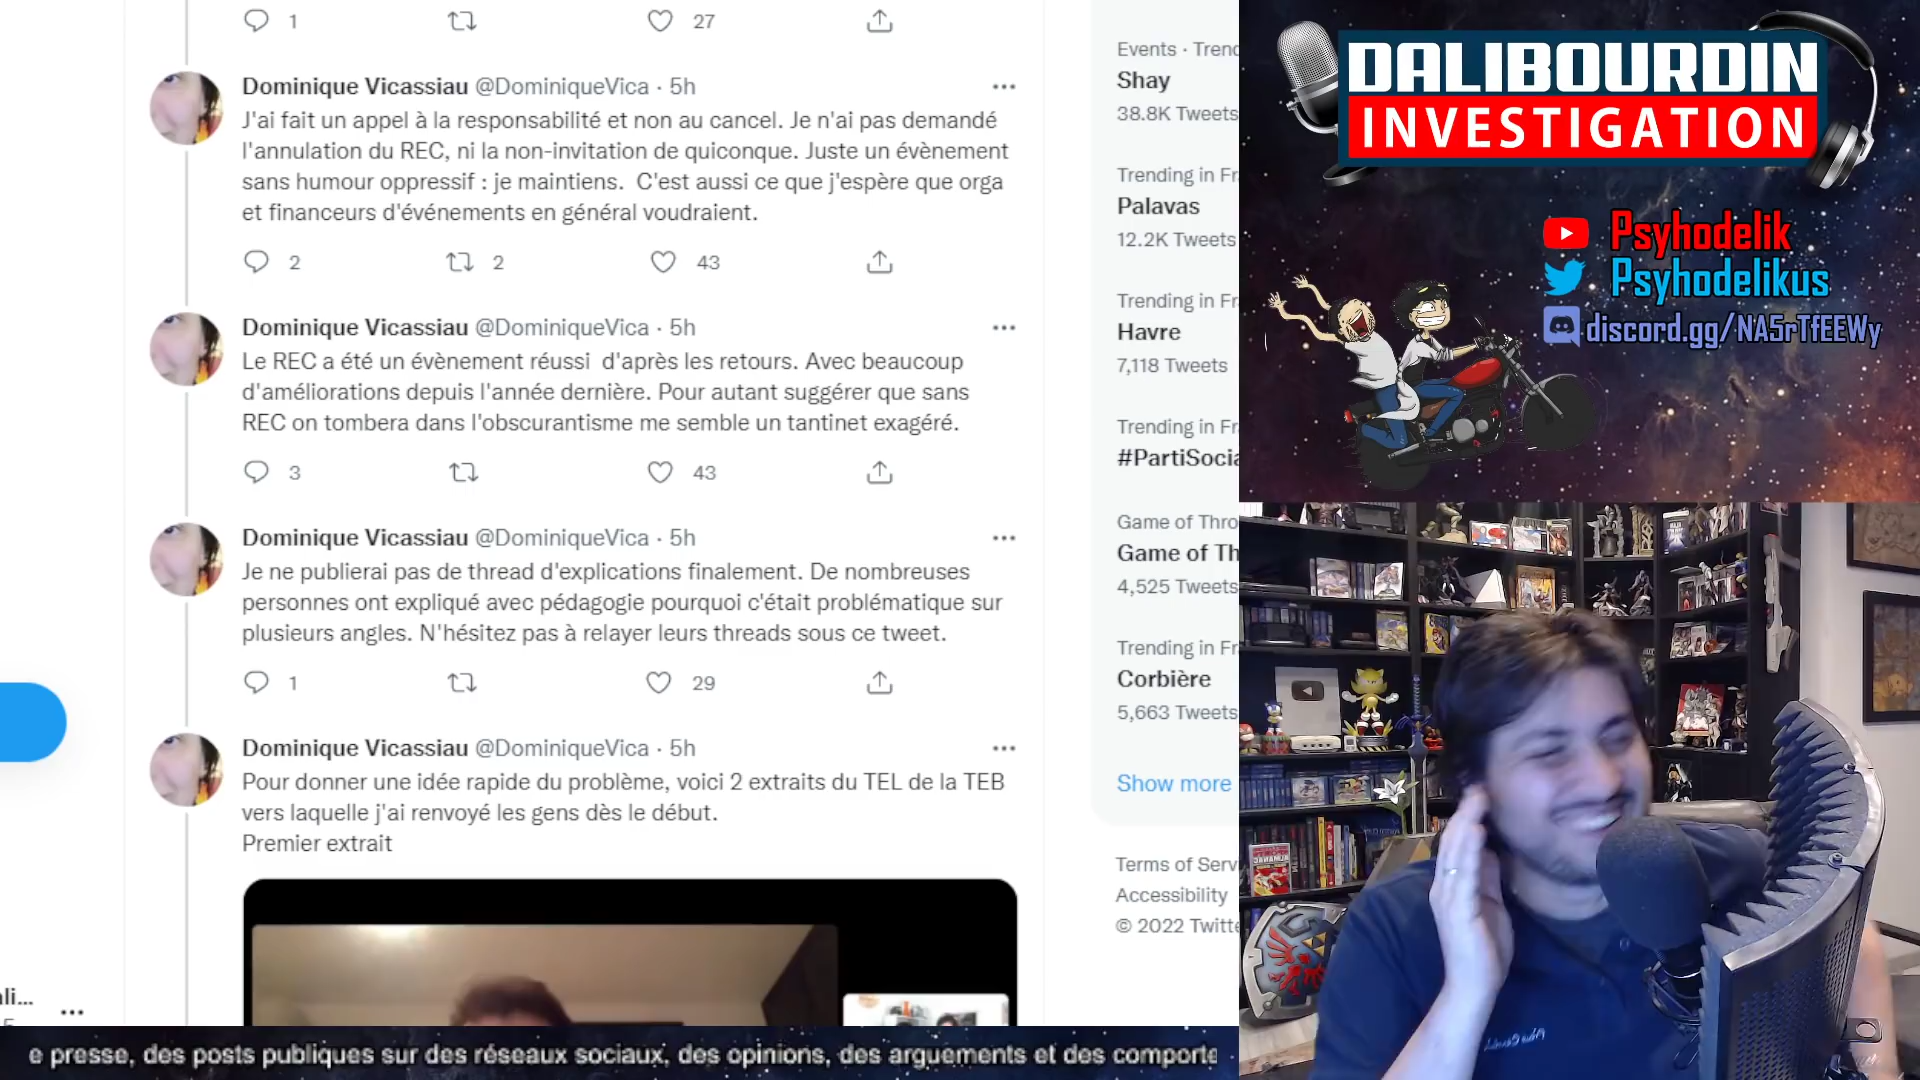 1 27
Dominique Vicassiau @DominiqueVica · 5h
J'ai fait un appel à la responsabilité et non au cancel. Je n'ai pas demandé
l'annulation du REC, ni la non-invitation de quiconque. Juste un évènement
sans humour oppressif : je maintiens.  C'est aussi ce que j'espère que orga
et financeurs d'événements en général voudraient.
2 2 43
Dominique Vicassiau @DominiqueVica · 5h
Le REC a été un évènement réussi  d'après les retours. Avec beaucoup
d'améliorations depuis l'année dernière. Pour autant suggérer que sans
REC on tombera dans l'obscurantisme me semble un tantinet exagéré.
3 43
Dominique Vicassiau @DominiqueVica · 5h
Je ne publierai pas de thread d'explications finalement. De nombreuses
personnes ont expliqué avec pédagogie pourquoi c'était problématique sur
plusieurs angles. N'hésitez pas à relayer leurs threads sous ce tweet.
1 29
Dominique Vicassiau @DominiqueVica · 5h
Pour donner une idée rapide du problème, voici 2 extraits du TEL de la TEB
vers laquelle j'ai renvoyé les gens dès le début.
Premier extrait
Events · Trend
Shay
38.8K Tweets
Trending in Fr
Palavas
12.2K Tweets
Trending in Fr
Havre
7,118 Tweets
Trending in Fr
#PartiSocia
Game of Thro
Game of Th
4,525 Tweets
Trending in Fr
Corbière
5,663 Tweets
Show more
Terms of Serv
Accessibility
© 2022 Twitte
DALIBOURDIN
INVESTIGATION
Psyhodelik
Psyhodelikus
discord.gg/NA5rTfEEWy
e presse, des posts publiques sur des réseaux sociaux, des opinions, des arguements et des comporte